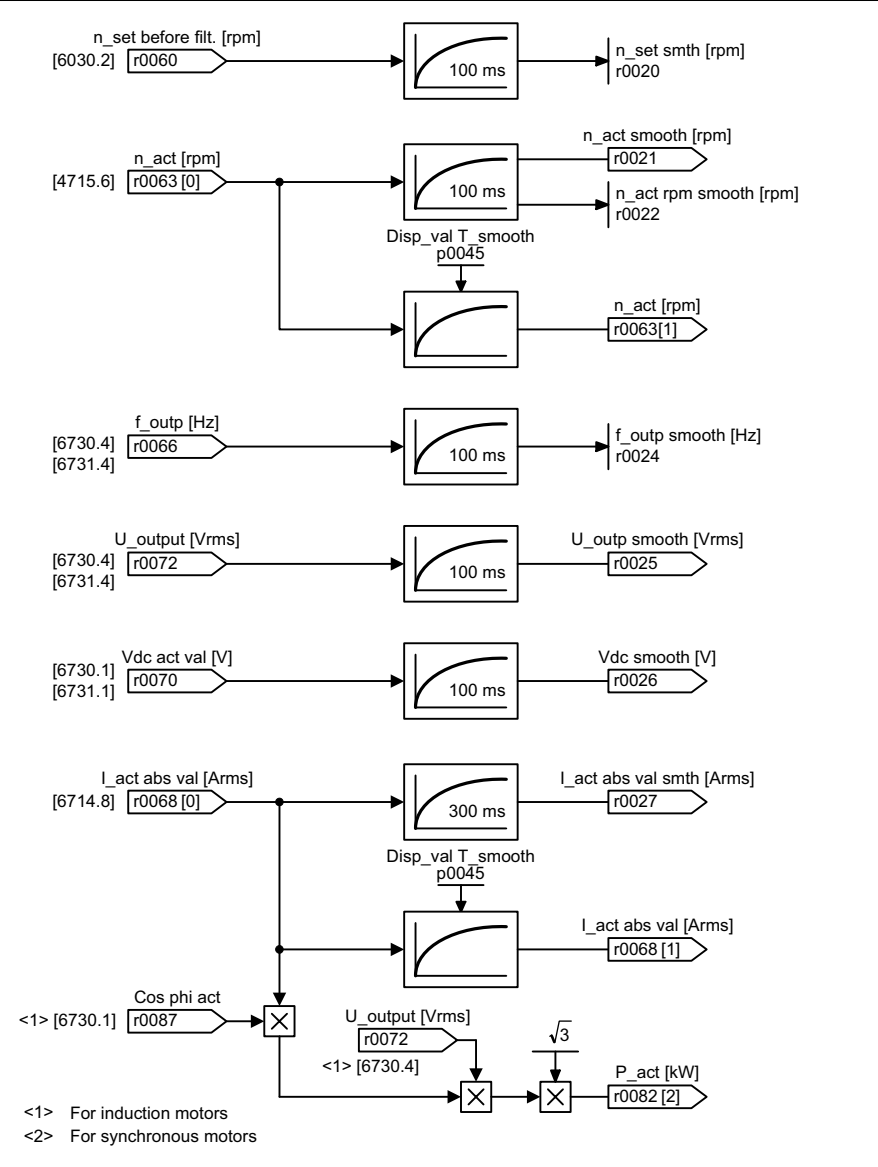 n_set before filt. [rpm]
[6030.2] r0060
100 ms
n_set smth [rpm]
r0020
n_act [rpm]
[4715.6] r0063 [0]
100 ms
n_act smooth [rpm]
r0021
n_act rpm smooth [rpm]
r0022
Disp_val T_smooth
p0045
n_act [rpm]
r0063[1]
f_outp [Hz]
[6730.4] r0066
[6731.4]
100 ms
f_outp smooth [Hz]
r0024
U_output [Vrms]
[6730.4] r0072
[6731.4]
100 ms
U_outp smooth [Vrms]
r0025
Vdc act val [V]
[6730.1] r0070
[6731.1]
100 ms
Vdc smooth [V]
r0026
I_act abs val [Arms]
[6714.8] r0068 [0]
300 ms
I_act abs val smth [Arms]
r0027
Disp_val T_smooth
p0045
I_act abs val [Arms]
r0068 [1]
Cos phi act
<1> [6730.1] r0087
U_output [Vrms]
r0072
<1> [6730.4]
√3
P_act [kW]
r0082 [2]
<1> For induction motors
<2> For synchronous motors